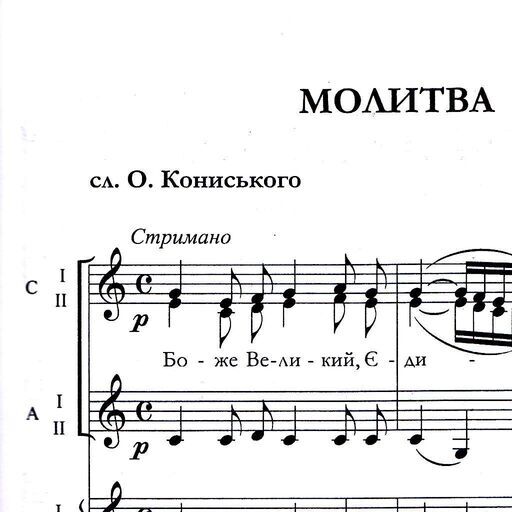 МОЛИТВА
сл. О. Кониського
Стримано
С I II
p
Бо - же Ве-ли - кий, Є - ди -
А I II
p
I